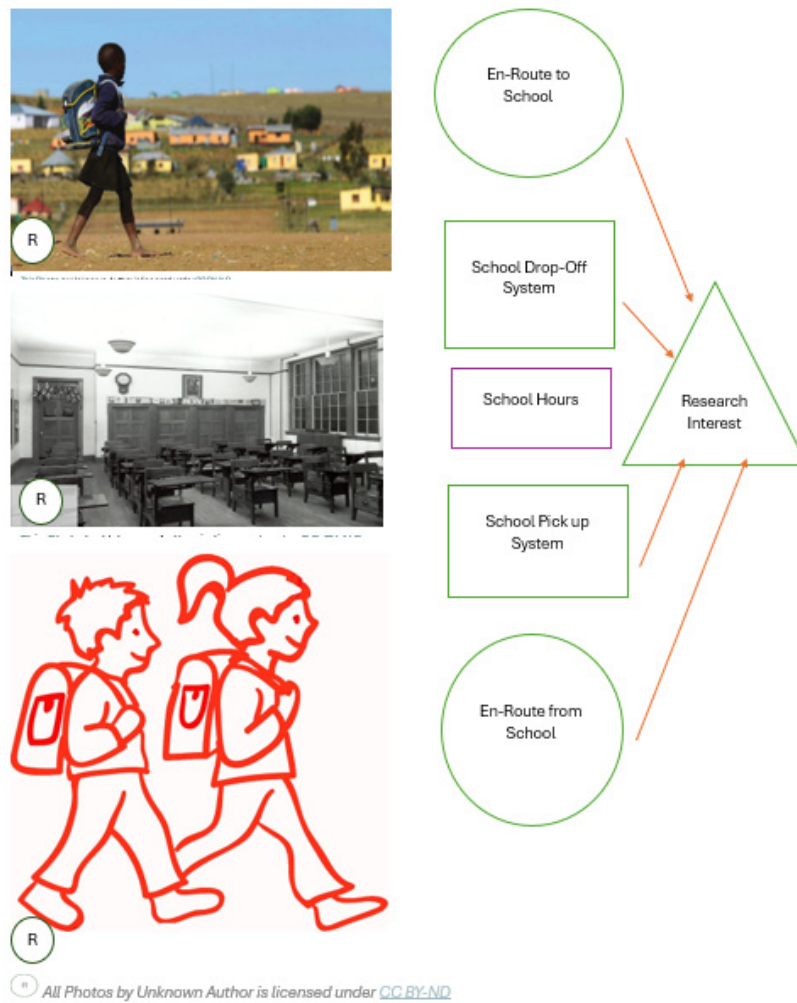 R
R
R
En-Route to
School
School Drop-Off
System
School Hours
School Pick up
System
En-Route from
School
Research
Interest
R
All Photos by Unknown Author is licensed under CC BY-ND